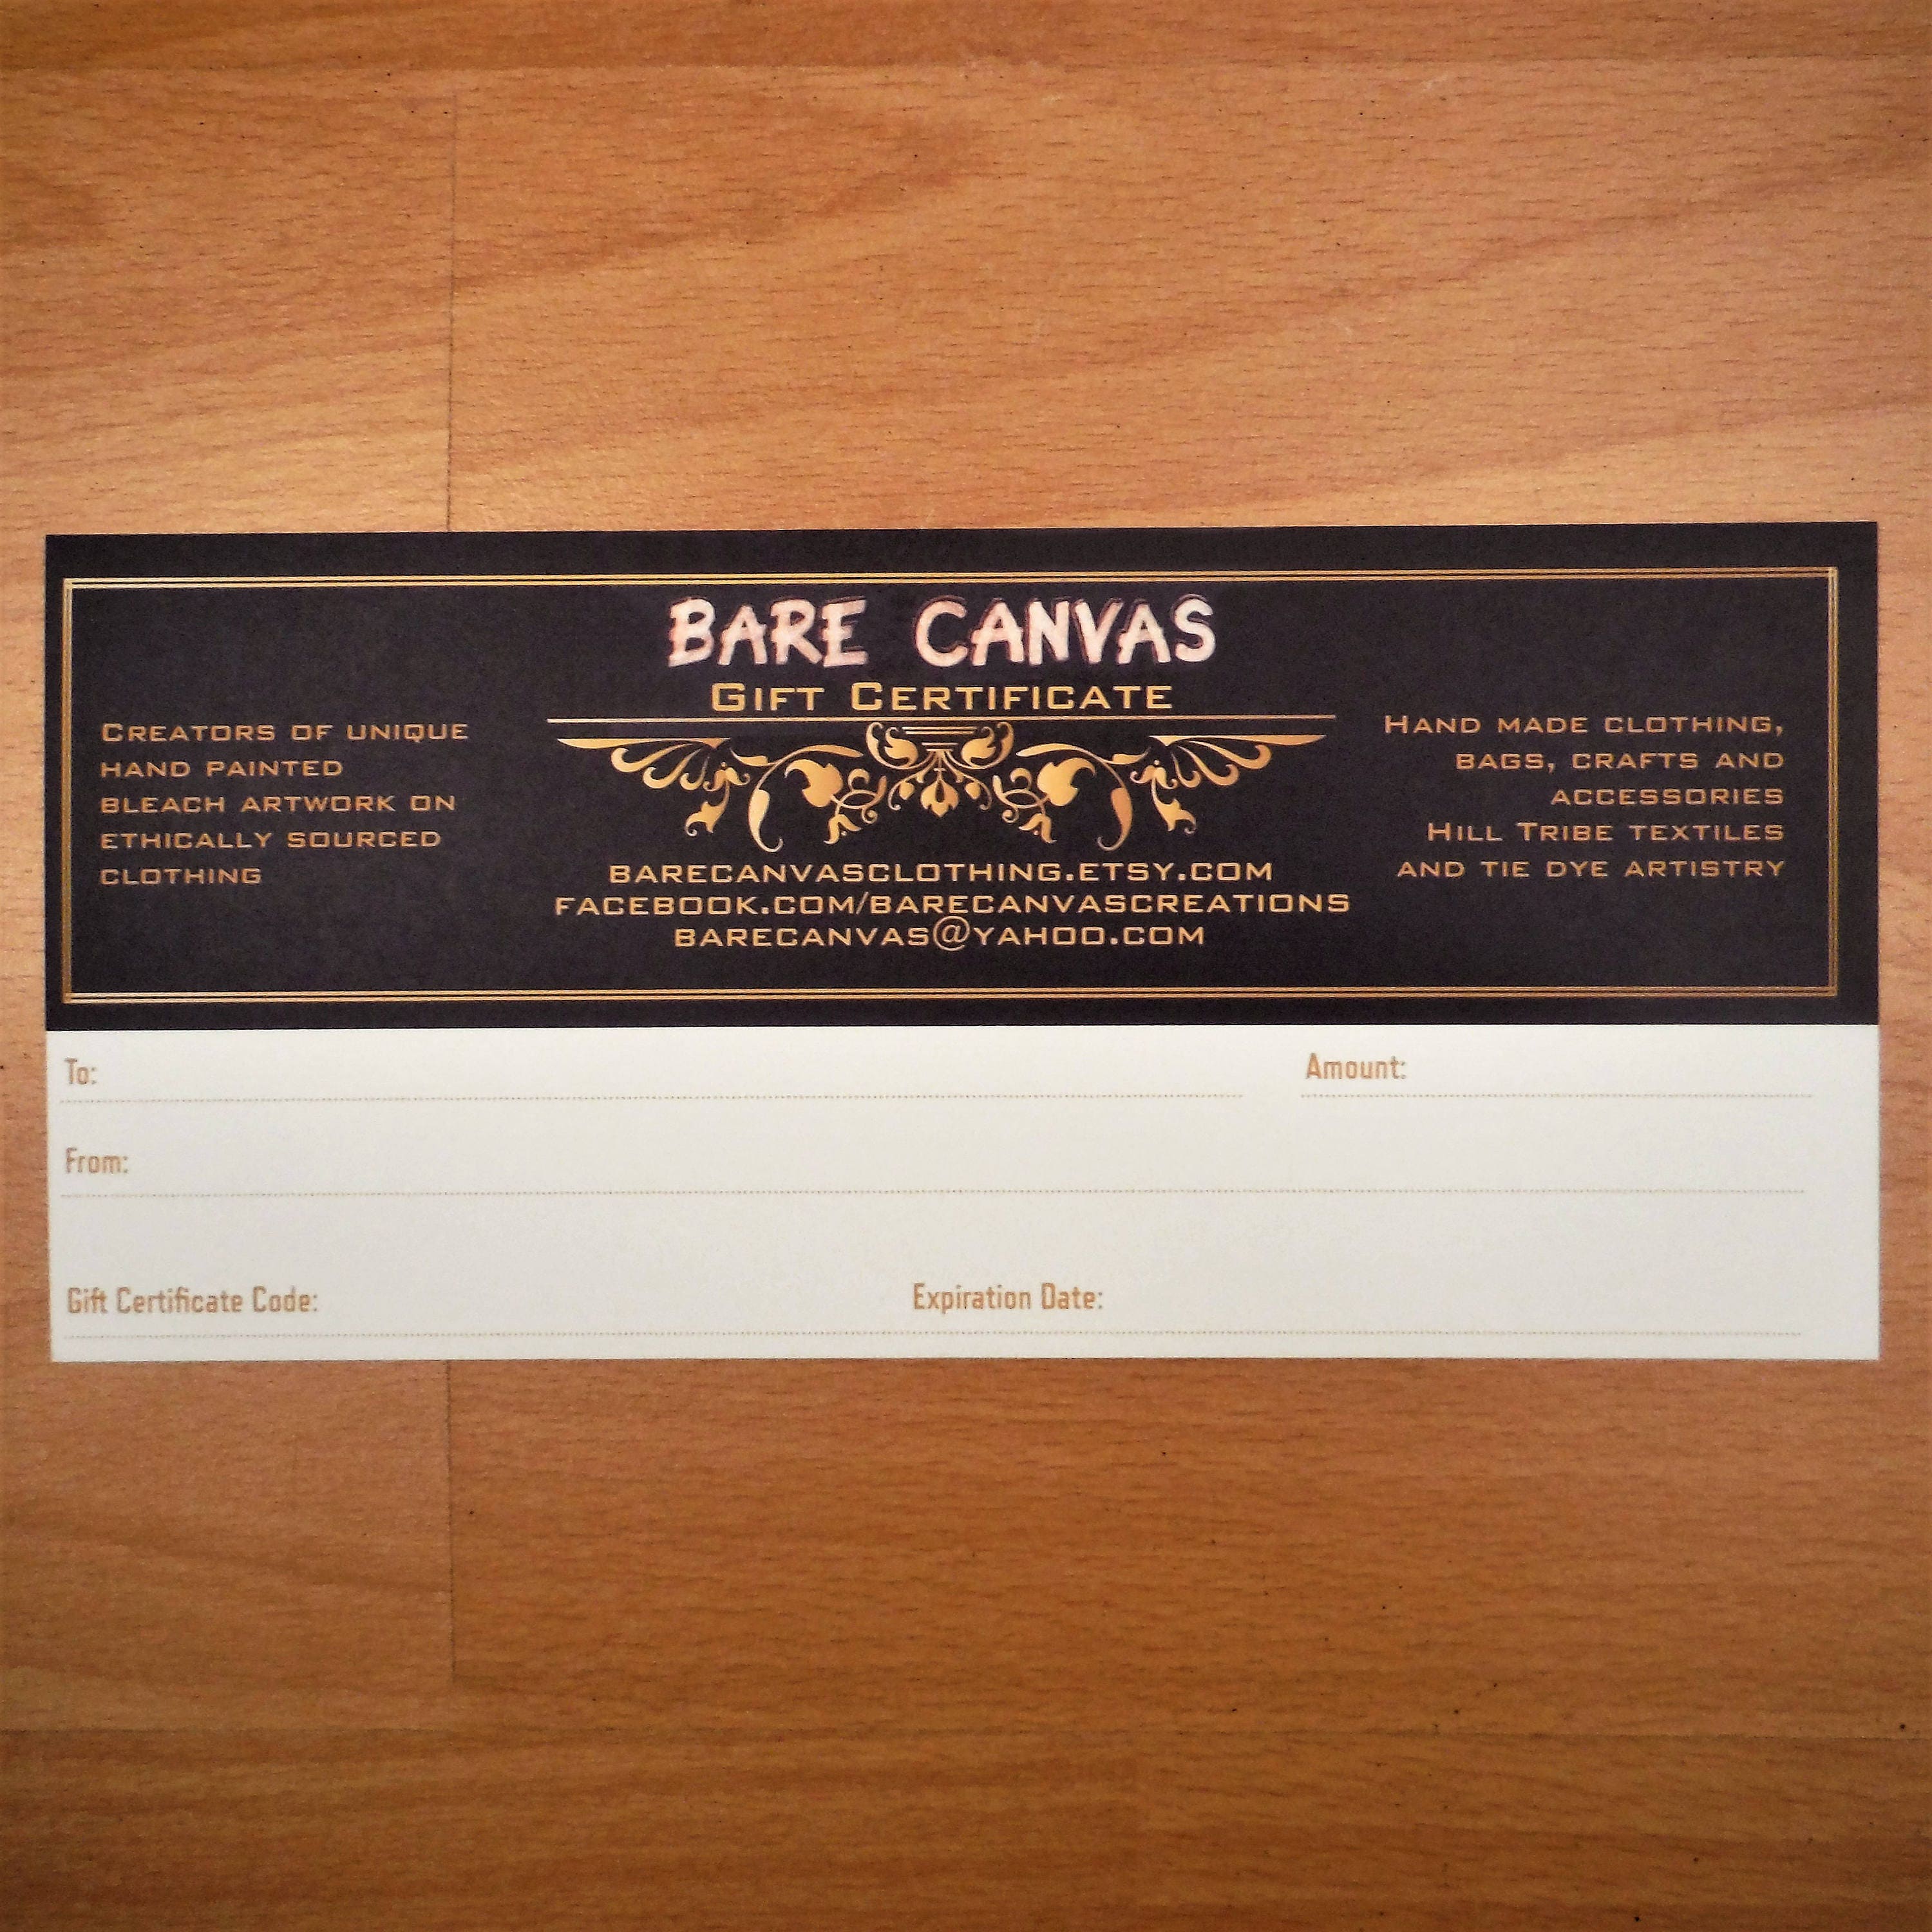 BARE CANVAS
GIFT CERTIFICATE
CREATORS OF UNIQUE
HAND PAINTED
BLEACH ARTWORK ON
ETHICALLY SOURCED
CLOTHING
BARECANVASCLOTHING.ETSY.COM
FACEBOOK.COM/BARECANVASCREATIONS
BARECANVAS@YAHOO.COM
HAND MADE CLOTHING,
BAGS, CRAFTS AND
ACCESSORIES
HILL TRIBE TEXTILES
AND TIE DYE ARTISTRY
To:
Amount:
From:
Gift Certificate Code:
Expiration Date: